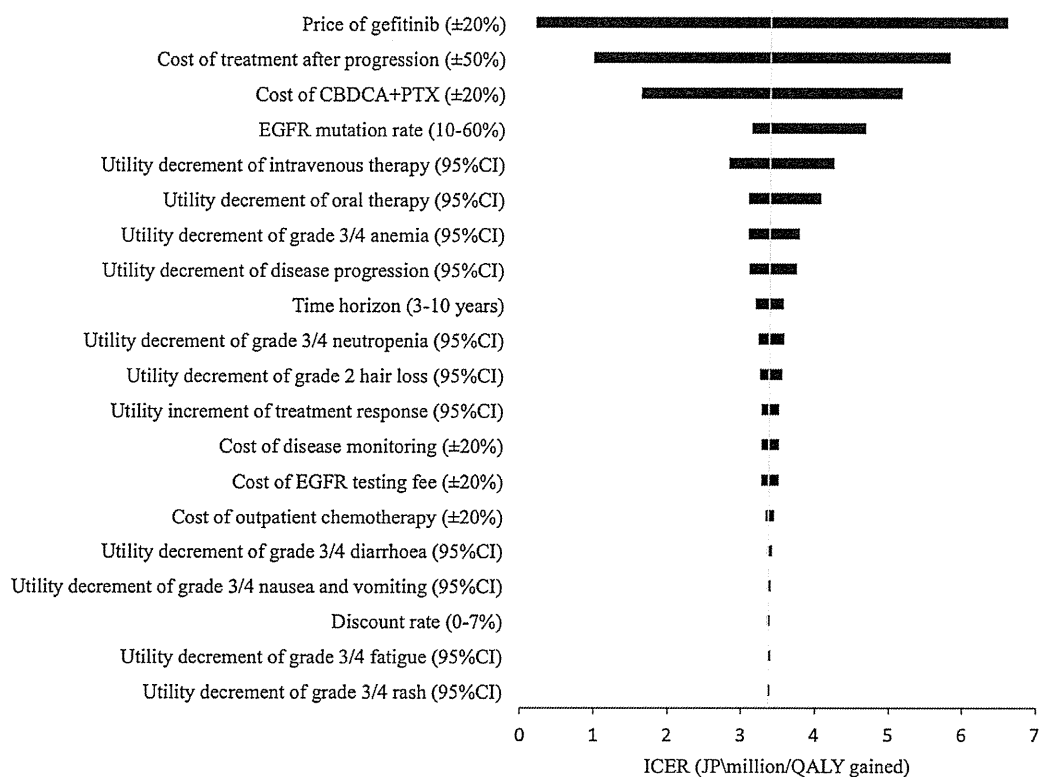 Price of gefitinib (±20%)
Cost of treatment after progression (±50%)
Cost of CBDCA+PTX (±20%)
EGFR mutation rate (10-60%)
Utility decrement of intravenous therapy (95%CI)
Utility decrement of oral therapy (95%CI)
Utility decrement of grade 3/4 anemia (95%CI)
Utility decrement of disease progression (95%CI)
Time horizon (3-10 years)
Utility decrement of grade 3/4 neutropenia (95%CI)
Utility decrement of grade 2 hair loss (95%CI)
Utility increment of treatment response (95%CI)
Cost of disease monitoring (±20%)
Cost of EGFR testing fee (±20%)
Cost of outpatient chemotherapy (±20%)
Utility decrement of grade 3/4 diarrhoea (95%CI)
Utility decrement of grade 3/4 nausea and vomiting (95%CI)
Discount rate (0-7%)
Utility decrement of grade 3/4 fatigue (95%CI)
Utility decrement of grade 3/4 rash (95%CI)
0 1 2 3 4 5 6 7
ICER (JP\million/QALY gained)